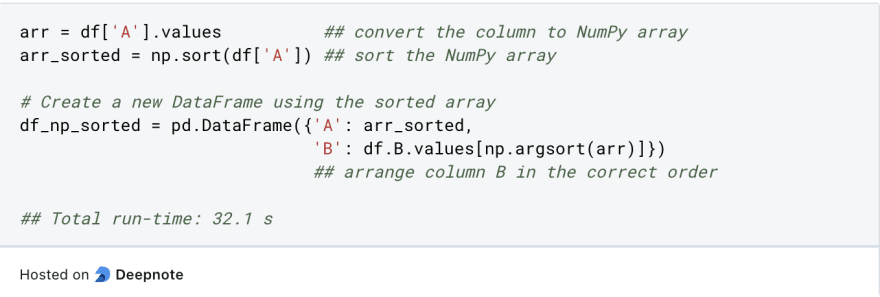 arr = df['A'].values          ## convert the column to NumPy array
arr_sorted = np.sort(df['A']) ## sort the NumPy array
# Create a new DataFrame using the sorted array
df_np_sorted = pd.DataFrame({'A': arr_sorted,
                             'B': df.B.values[np.argsort(arr)]})
                             ## arrange column B in the correct order
## Total run-time: 32.1 s
Hosted on Deepnote